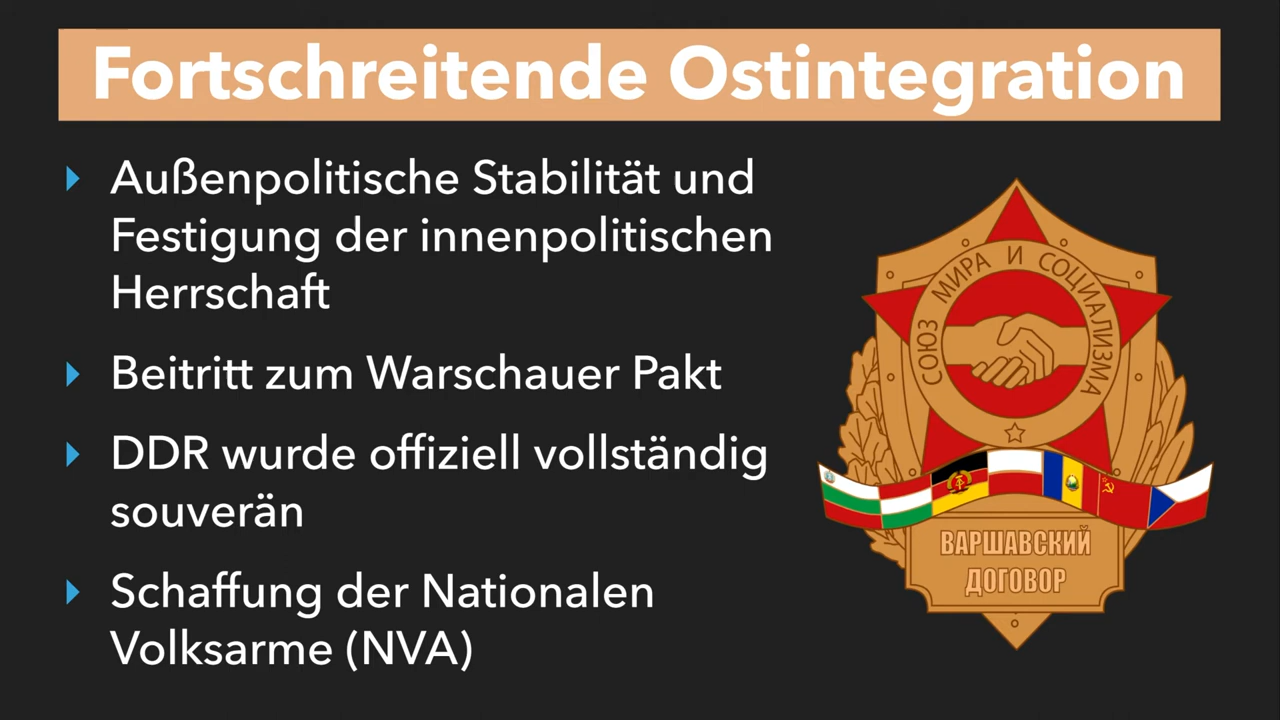 Fortschreitende Ostintegration
Außenpolitische Stabilität und
Festigung der innenpolitischen
Herrschaft
Beitritt zum Warschauer Pakt
DDR wurde offiziell vollständig
souverän
Schaffung der Nationalen
Volksarme (NVA)
СОЮЗ МИРА И СОЦИАЛИЗМА
ВАРШАВСКИЙ
ДОГОВОР